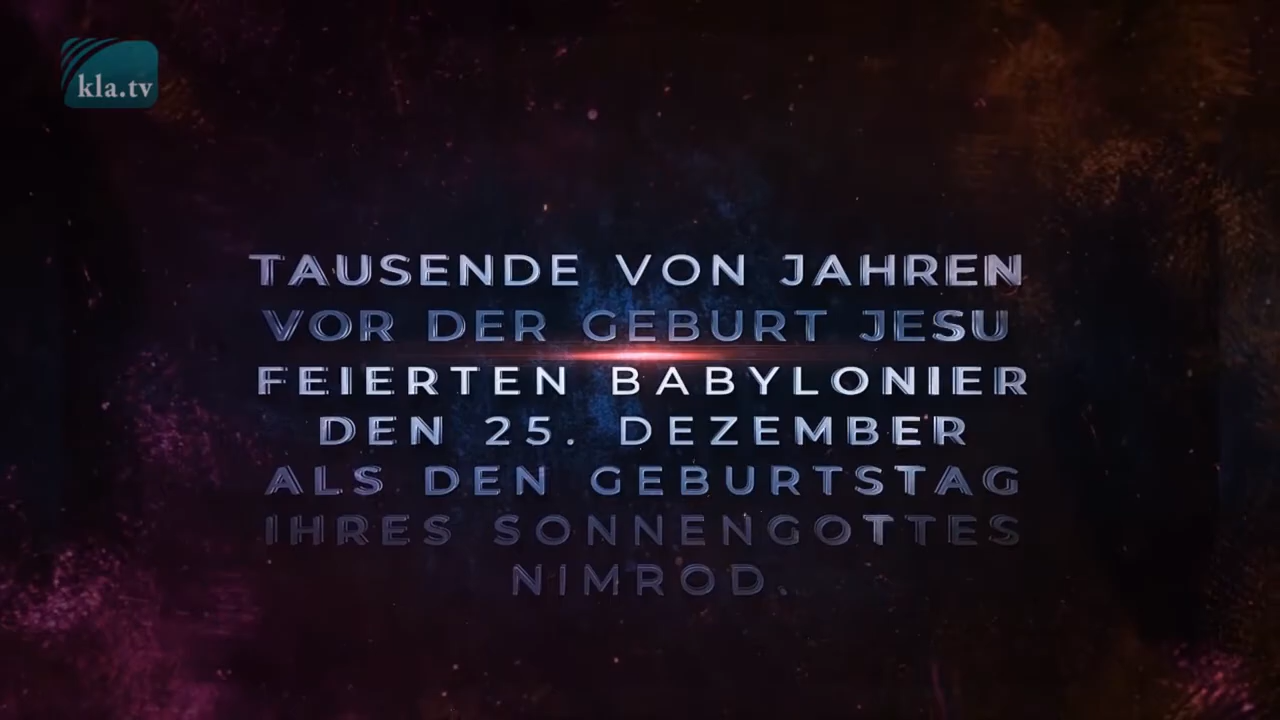 kla.tv
TAUSENDE VON JAHREN
VOR DER GEBURT JESU
FEIERTEN BABYLONIER
DEN 25. DEZEMBER
ALS DEN GEBURTSTAG
IHRES SONNENGOTTES
NIMROD.